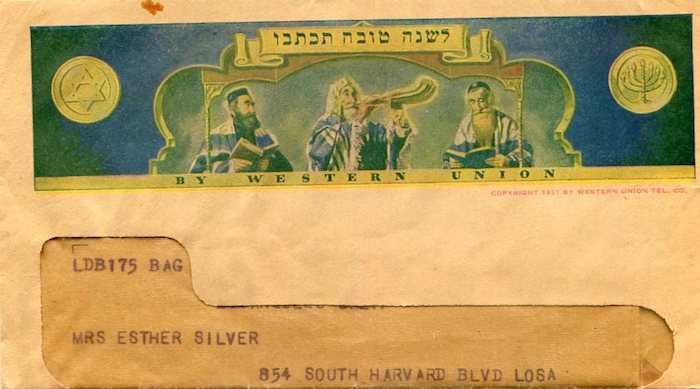 לשנה טובה תכתבו
BY WESTERN UNION
COPYRIGHT 1937 BY WESTERN UNION TEL. CO.
LDB175 BAG
MRS ESTHER SILVER
854 SOUTH HARVARD BLVD LOSA